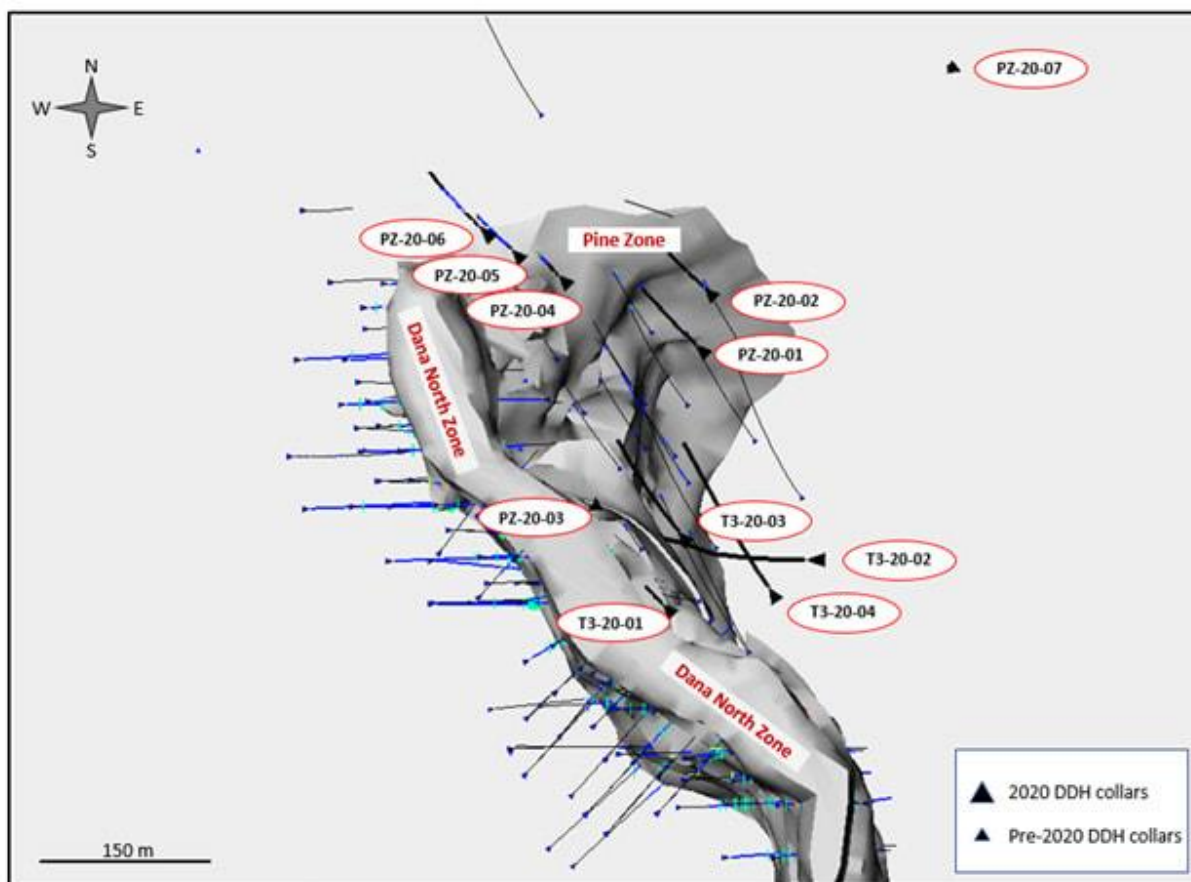 N
W E
S
PZ-20-07
PZ-20-06
Pine Zone
PZ-20-05
PZ-20-04
PZ-20-02
PZ-20-01
Dana North Zone
PZ-20-03
T3-20-03
T3-20-02
T3-20-01
T3-20-04
Dana North Zone
150 m
2020 DDH collars
Pre-2020 DDH collars